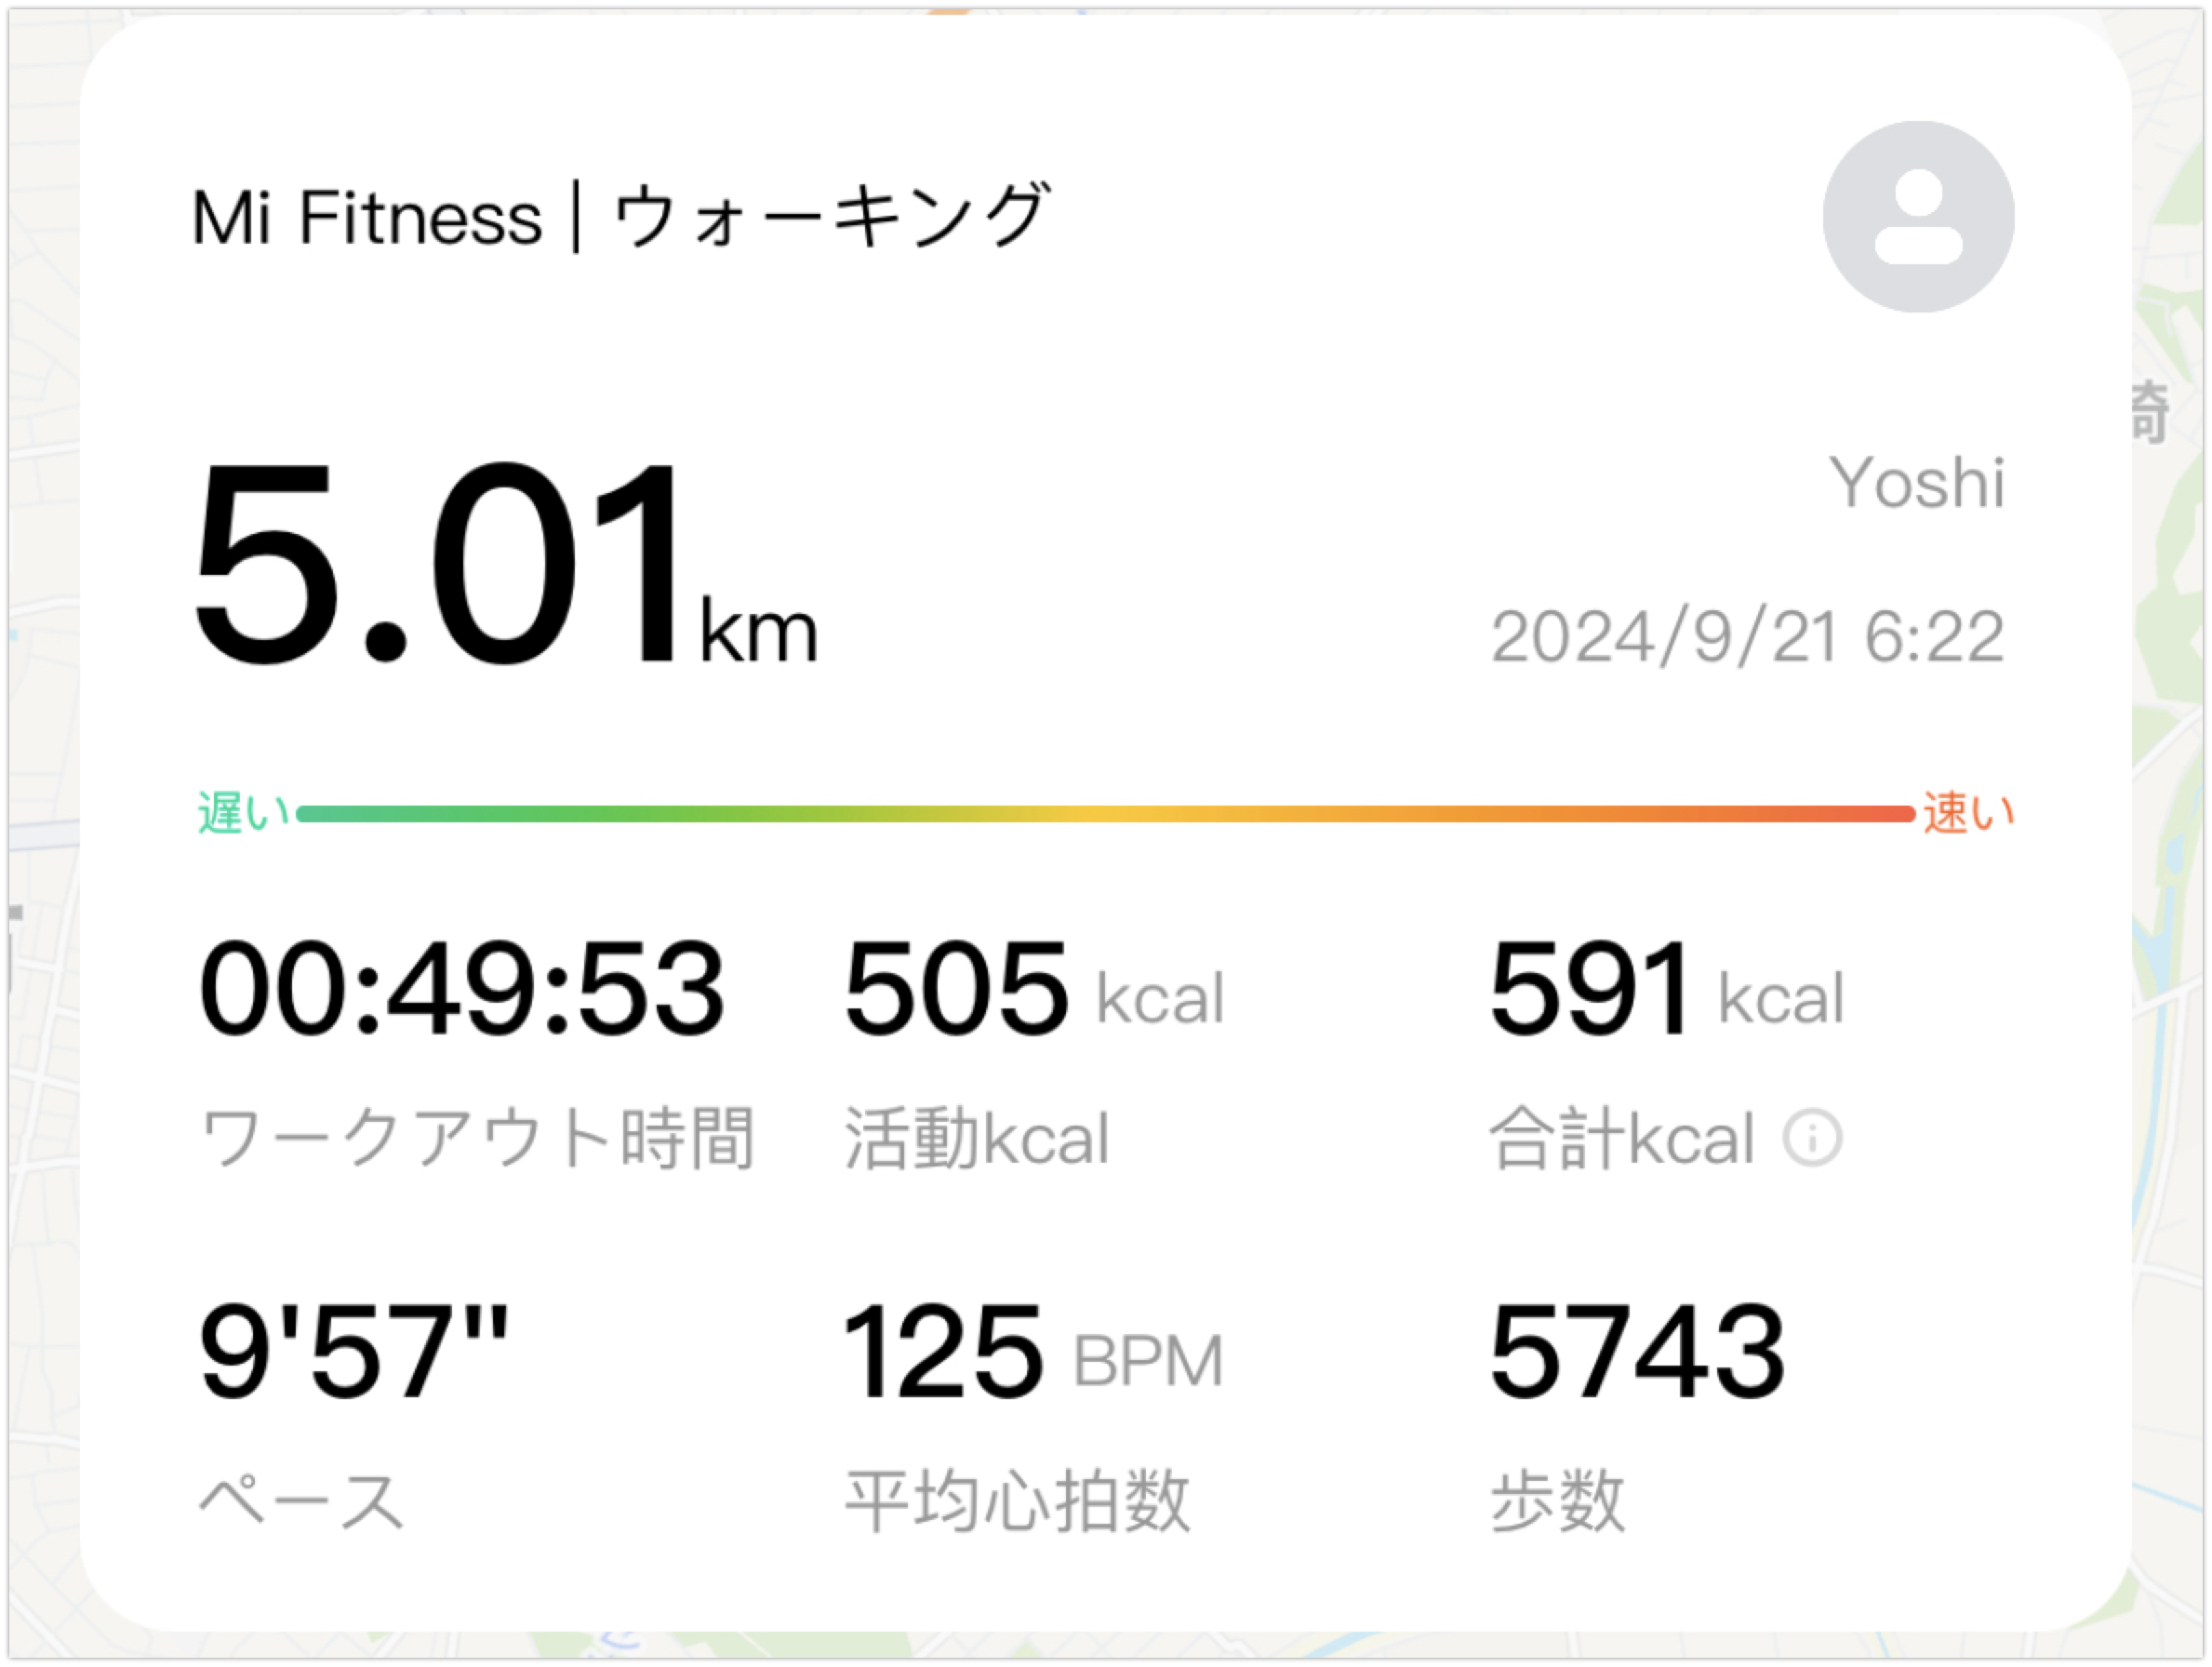 Mi Fitness | ウォーキング
5.01km
Yoshi
2024/9/21 6:22
遅い 速い
00:49:53 505 kcal 591 kcal
ワークアウト時間 活動kcal 合計kcal
9'57" 125 BPM 5743
ペース 平均心拍数 歩数
崎